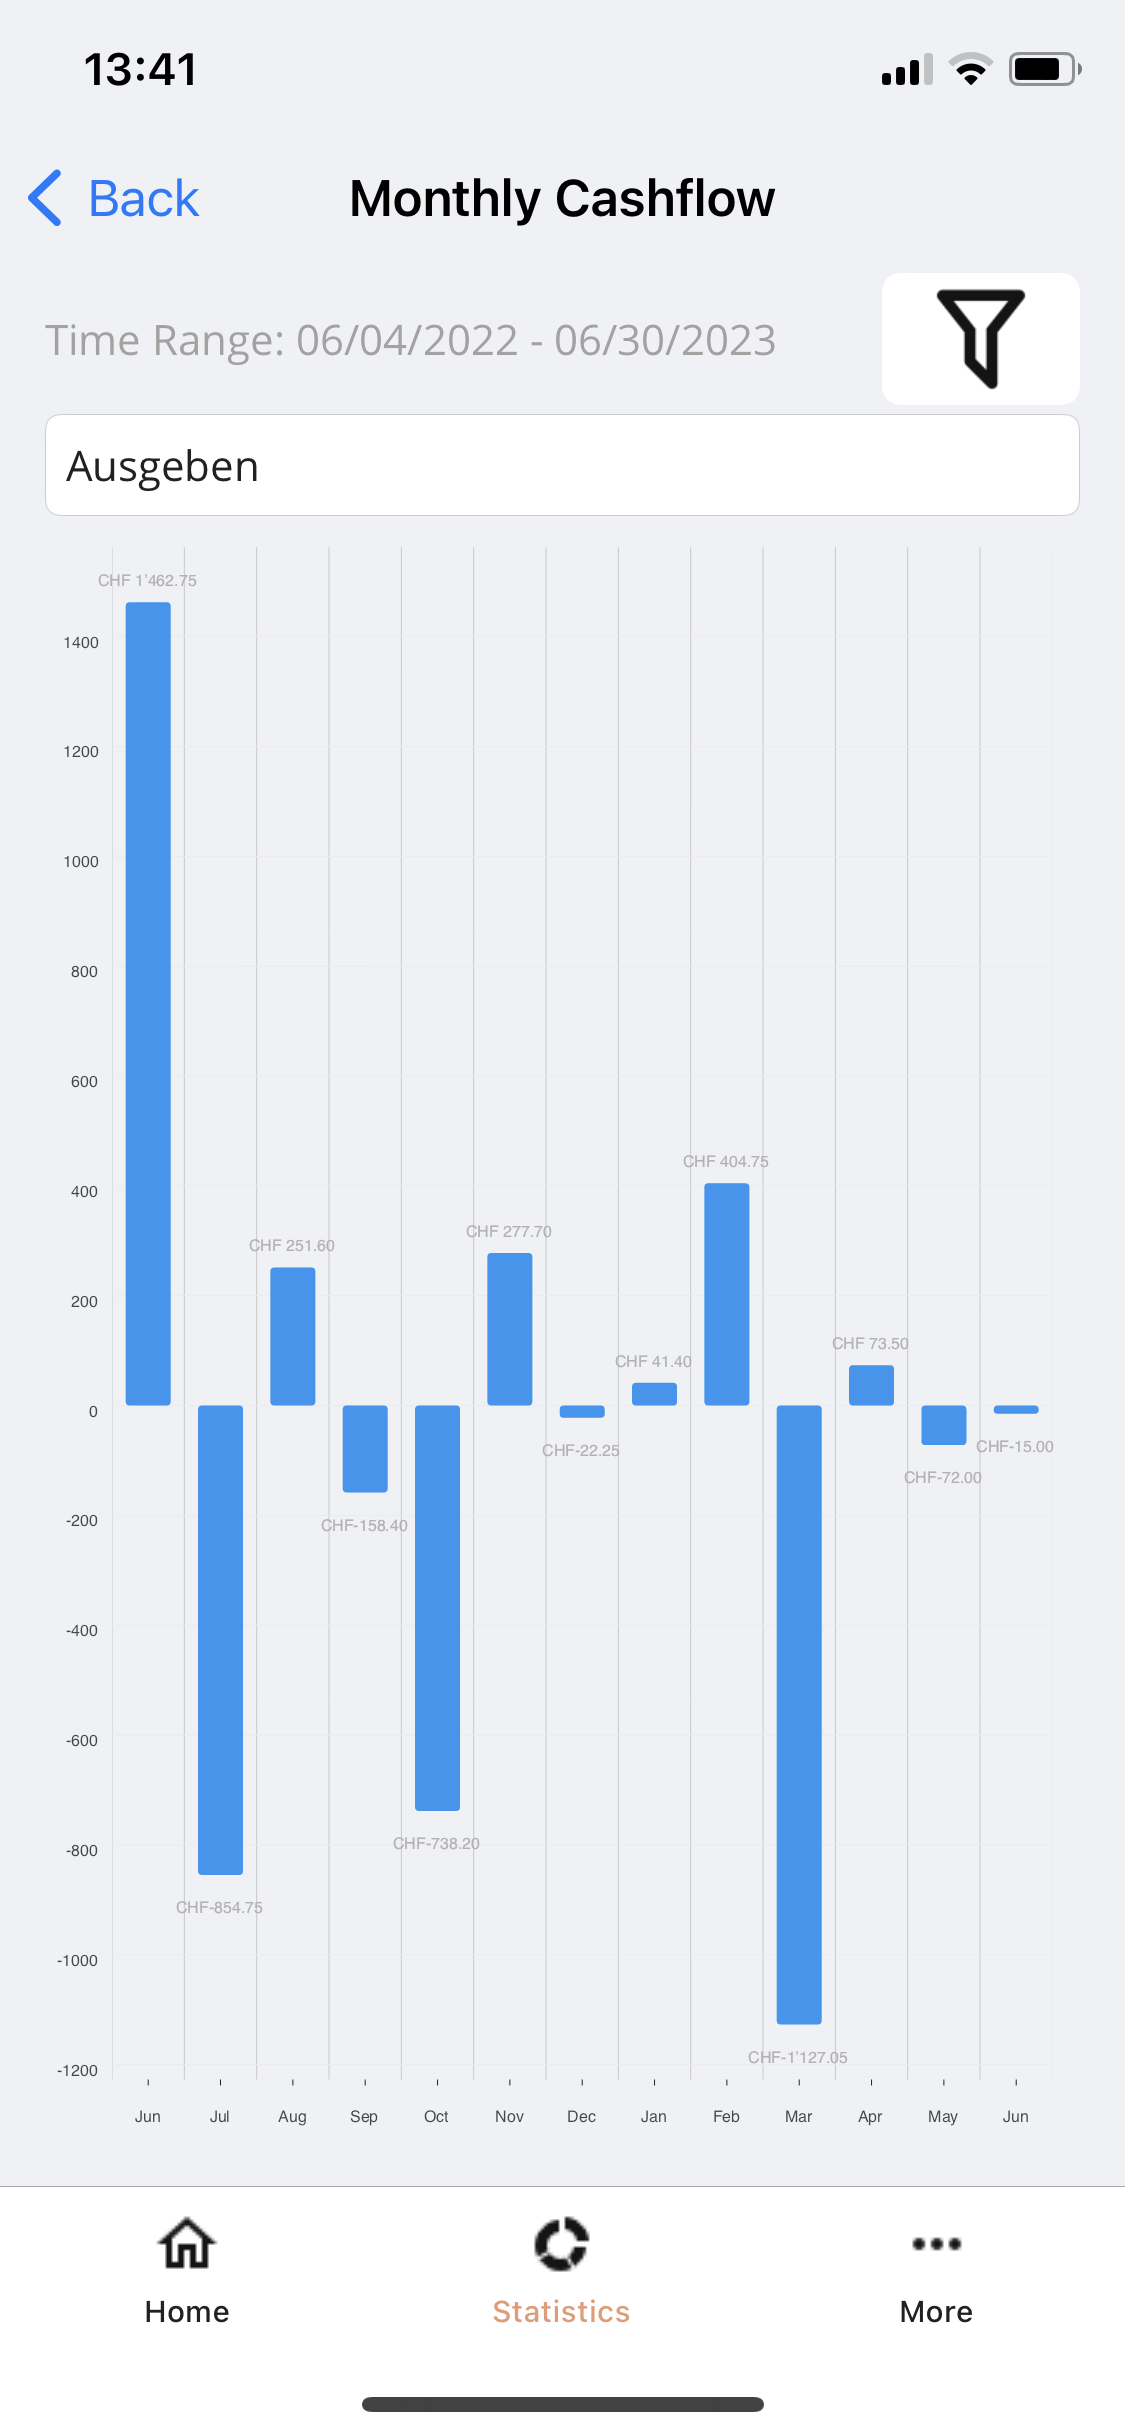 13:41
Back
Monthly Cashflow
Time Range: 06/04/2022 - 06/30/2023
Ausgeben
CHF 1'462.75
1400
1200
1000
800
600
CHF 404.75
400
CHF 277.70
CHF 251.60
200
CHF 73.50
CHF 41.40
0
CHF-15.00
CHF-22.25
CHF-72.00
-200
CHF-158.40
-400
-600
-800
CHF-738.20
CHF-854.75
-1000
CHF-1'127.05
-1200
Jun Jul Aug Sep Oct Nov Dec Jan Feb Mar Apr May Jun
Home Statistics More